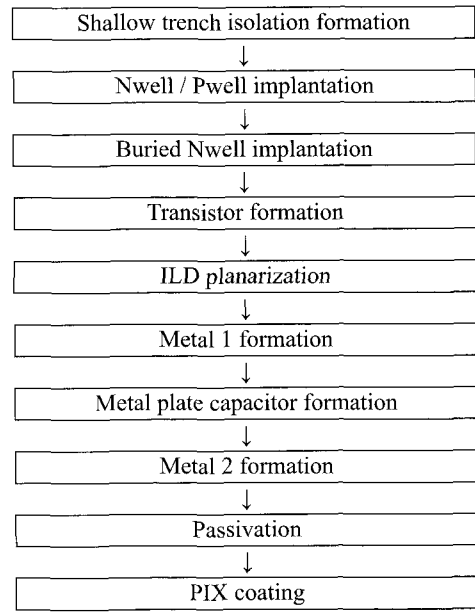 Shallow trench isolation formation
Nwell / Pwell implantation
Buried Nwell implantation
Transistor formation
ILD planarization
Metal 1 formation
Metal plate capacitor formation
Metal 2 formation
Passivation
PIX coating